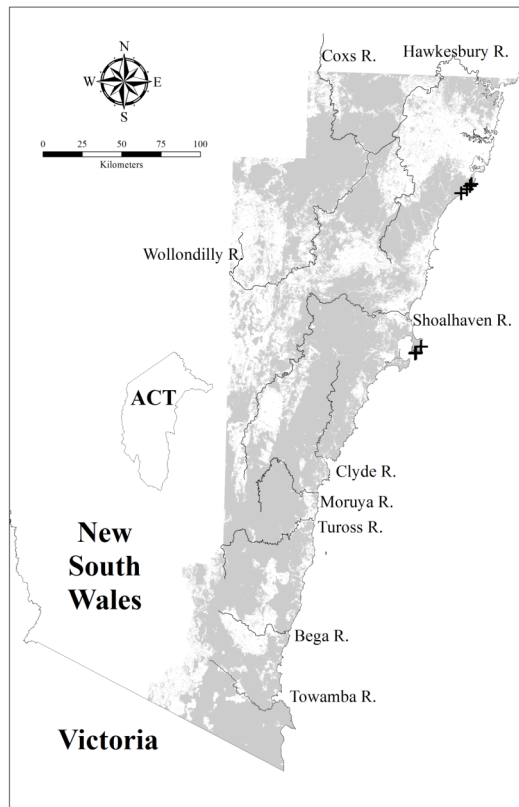 Coxs R.
Hawkesbury R.
N
W E
S
0 25 50 75 100
Kilometers
Wollondilly R.
Shoalhaven R.
ACT
Clyde R.
Moruya R.
Tuross R.
New
South
Wales
Bega R.
Towamba R.
Victoria